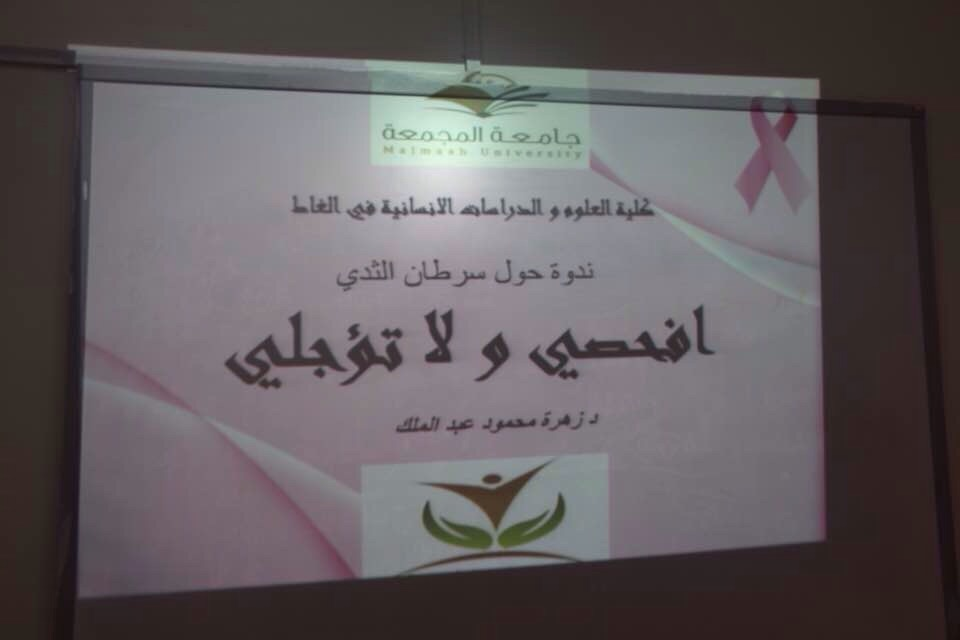 جامعة المجمعة
Majmaah University
كلية العلوم و الدراسات الانسانية في الغاط
ندوة حول سرطان الثدي
افحصي و لا تؤجلي
د زهرة محمود عبد الملك